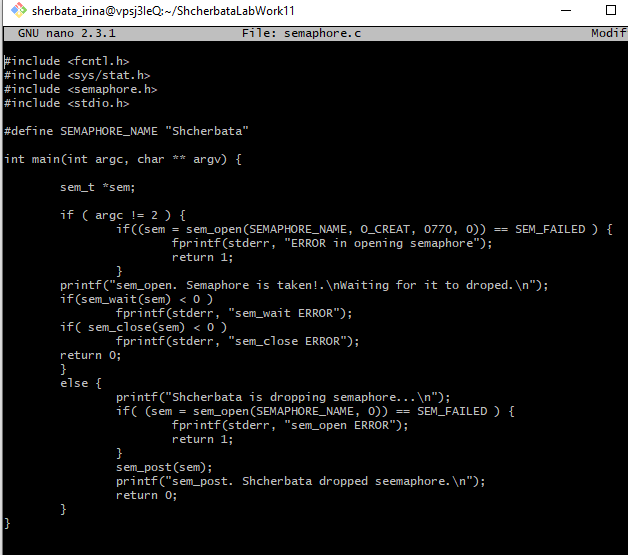 sherbata_irina@vpsj3leQ:~/ShcherbataLabWork11
GNU nano 2.3.1 File: semaphore.c Modif
#include <fcntl.h>
#include <sys/stat.h>
#include <semaphore.h>
#include <stdio.h>
#define SEMAPHORE_NAME "Shcherbata"
int main(int argc, char ** argv) {
sem_t *sem;
if ( argc != 2 ) {
if((sem = sem_open(SEMAPHORE_NAME, O_CREAT, 0770, 0)) == SEM_FAILED ) {
fprintf(stderr, "ERROR in opening semaphore");
return 1;
}
printf("sem_open. Semaphore is taken!.\nWaiting for it to droped.\n");
if(sem_wait(sem) < 0 )
fprintf(stderr, "sem_wait ERROR");
if( sem_close(sem) < 0 )
fprintf(stderr, "sem_close ERROR");
return 0;
}
else {
printf("Shcherbata is dropping semaphore...\n");
if( (sem = sem_open(SEMAPHORE_NAME, 0)) == SEM_FAILED ) {
fprintf(stderr, "sem_open ERROR");
return 1;
}
sem_post(sem);
printf("sem_post. Shcherbata dropped seemaphore.\n");
return 0;
}
}